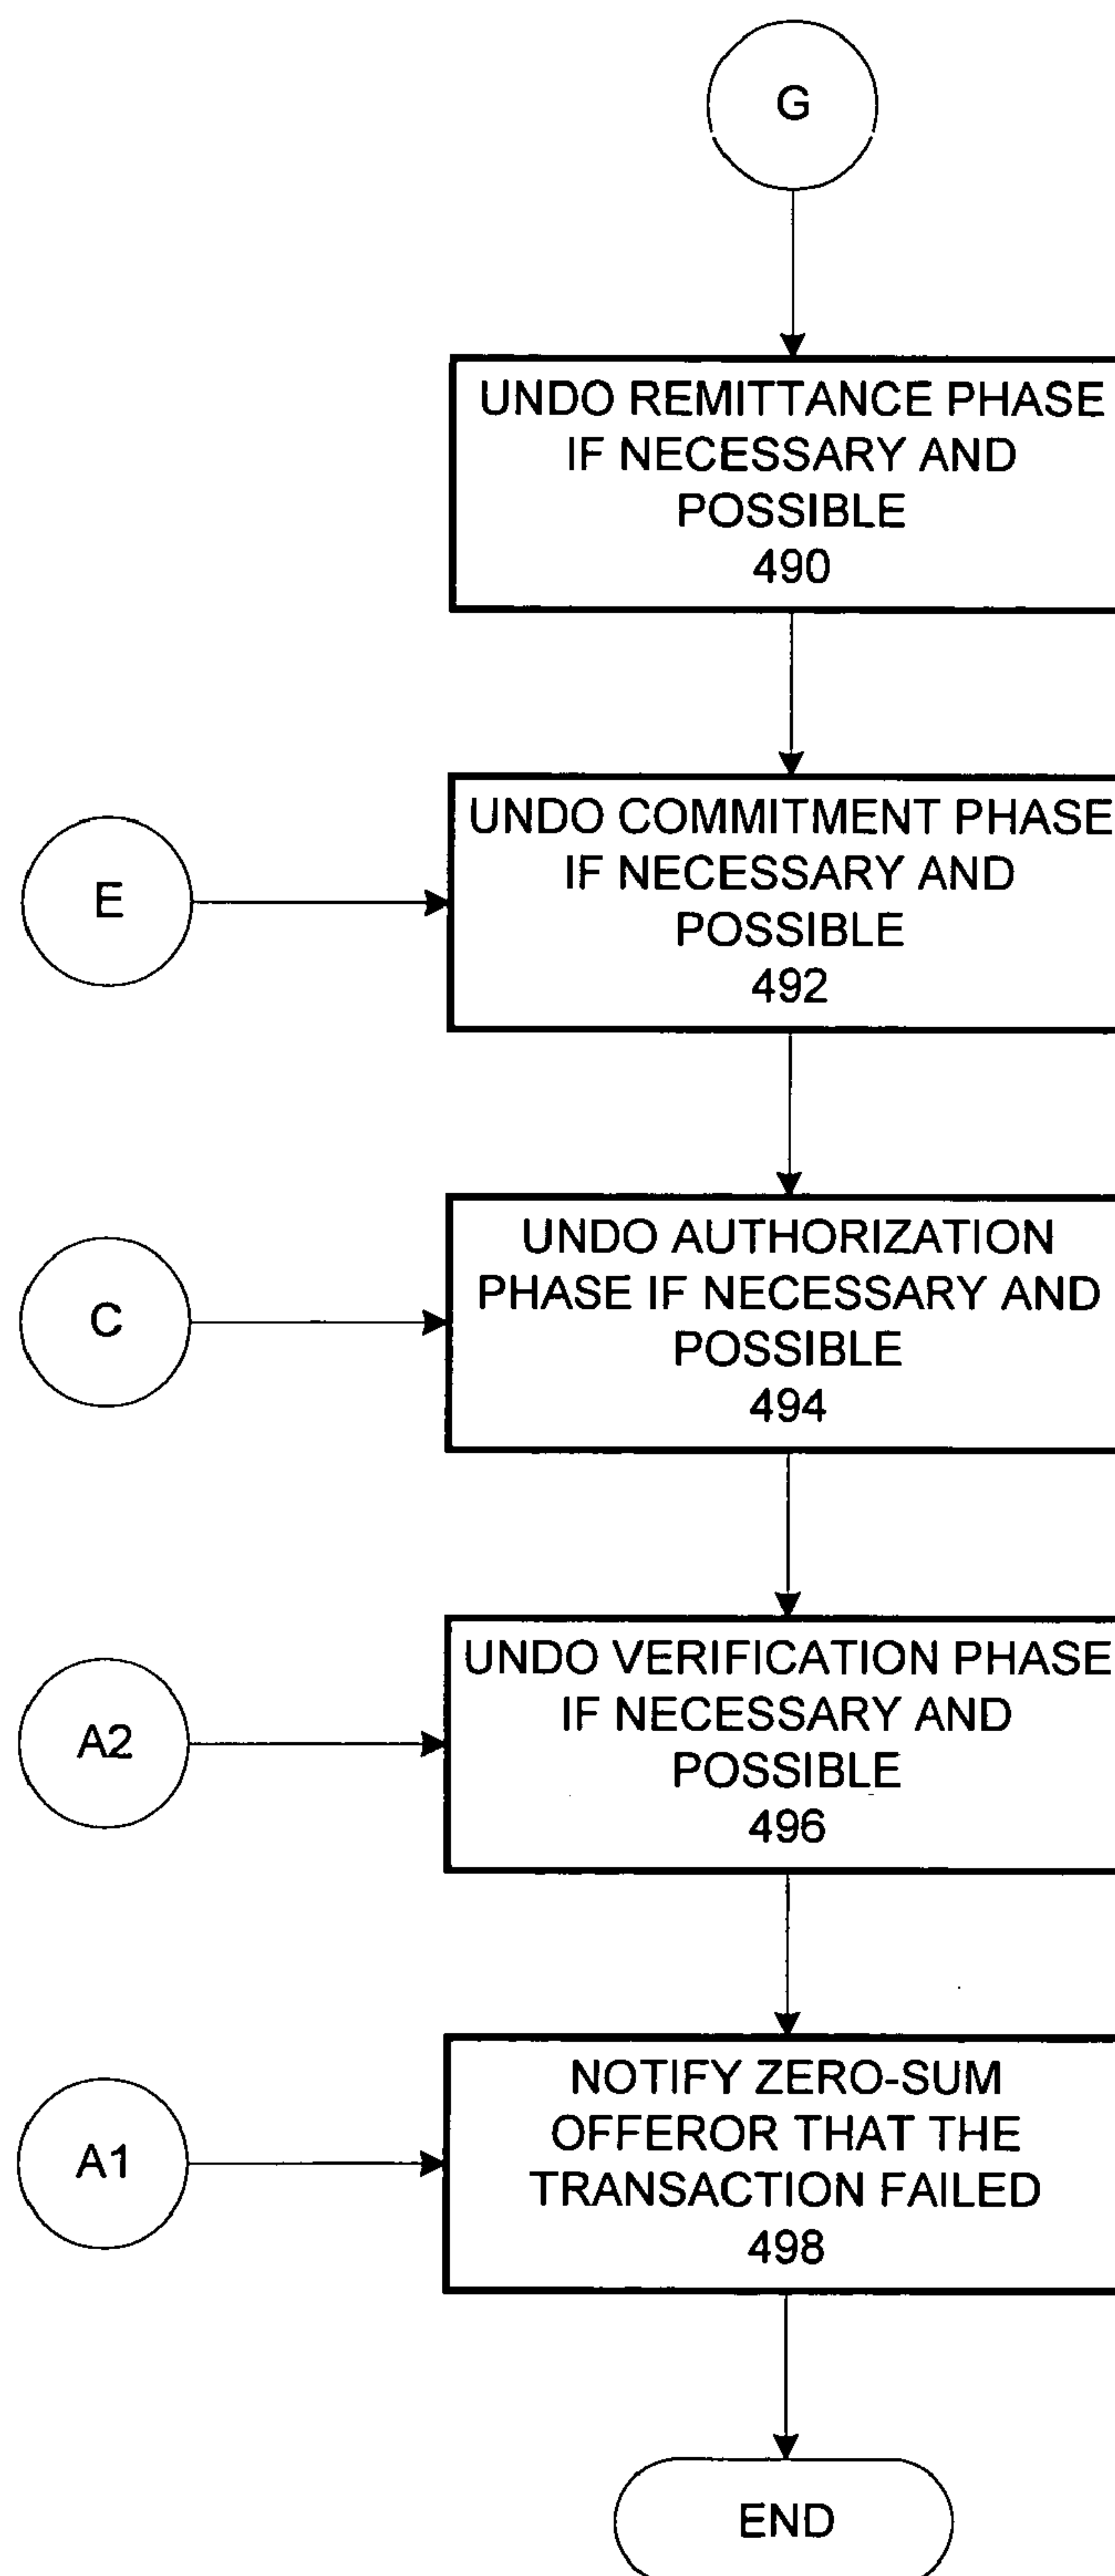 G
UNDO REMITTANCE PHASE
IF NECESSARY AND
POSSIBLE
490
E
UNDO COMMITMENT PHASE
IF NECESSARY AND
POSSIBLE
492
C
UNDO AUTHORIZATION
PHASE IF NECESSARY AND
POSSIBLE
494
A2
UNDO VERIFICATION PHASE
IF NECESSARY AND
POSSIBLE
496
A1
NOTIFY ZERO-SUM
OFFEROR THAT THE
TRANSACTION FAILED
498
END